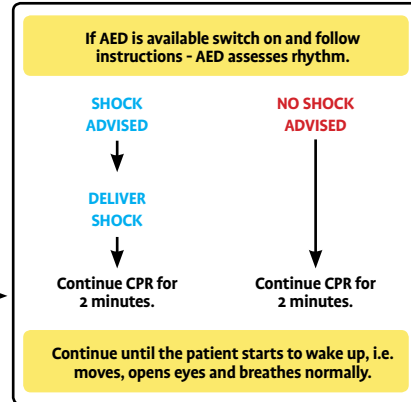 If AED is available switch on and follow
instructions - AED assesses rhythm.
SHOCK
ADVISED
NO SHOCK
ADVISED
DELIVER
SHOCK
Continue CPR for
2 minutes.
Continue CPR for
2 minutes.
Continue until the patient starts to wake up, i.e.
moves, opens eyes and breathes normally.